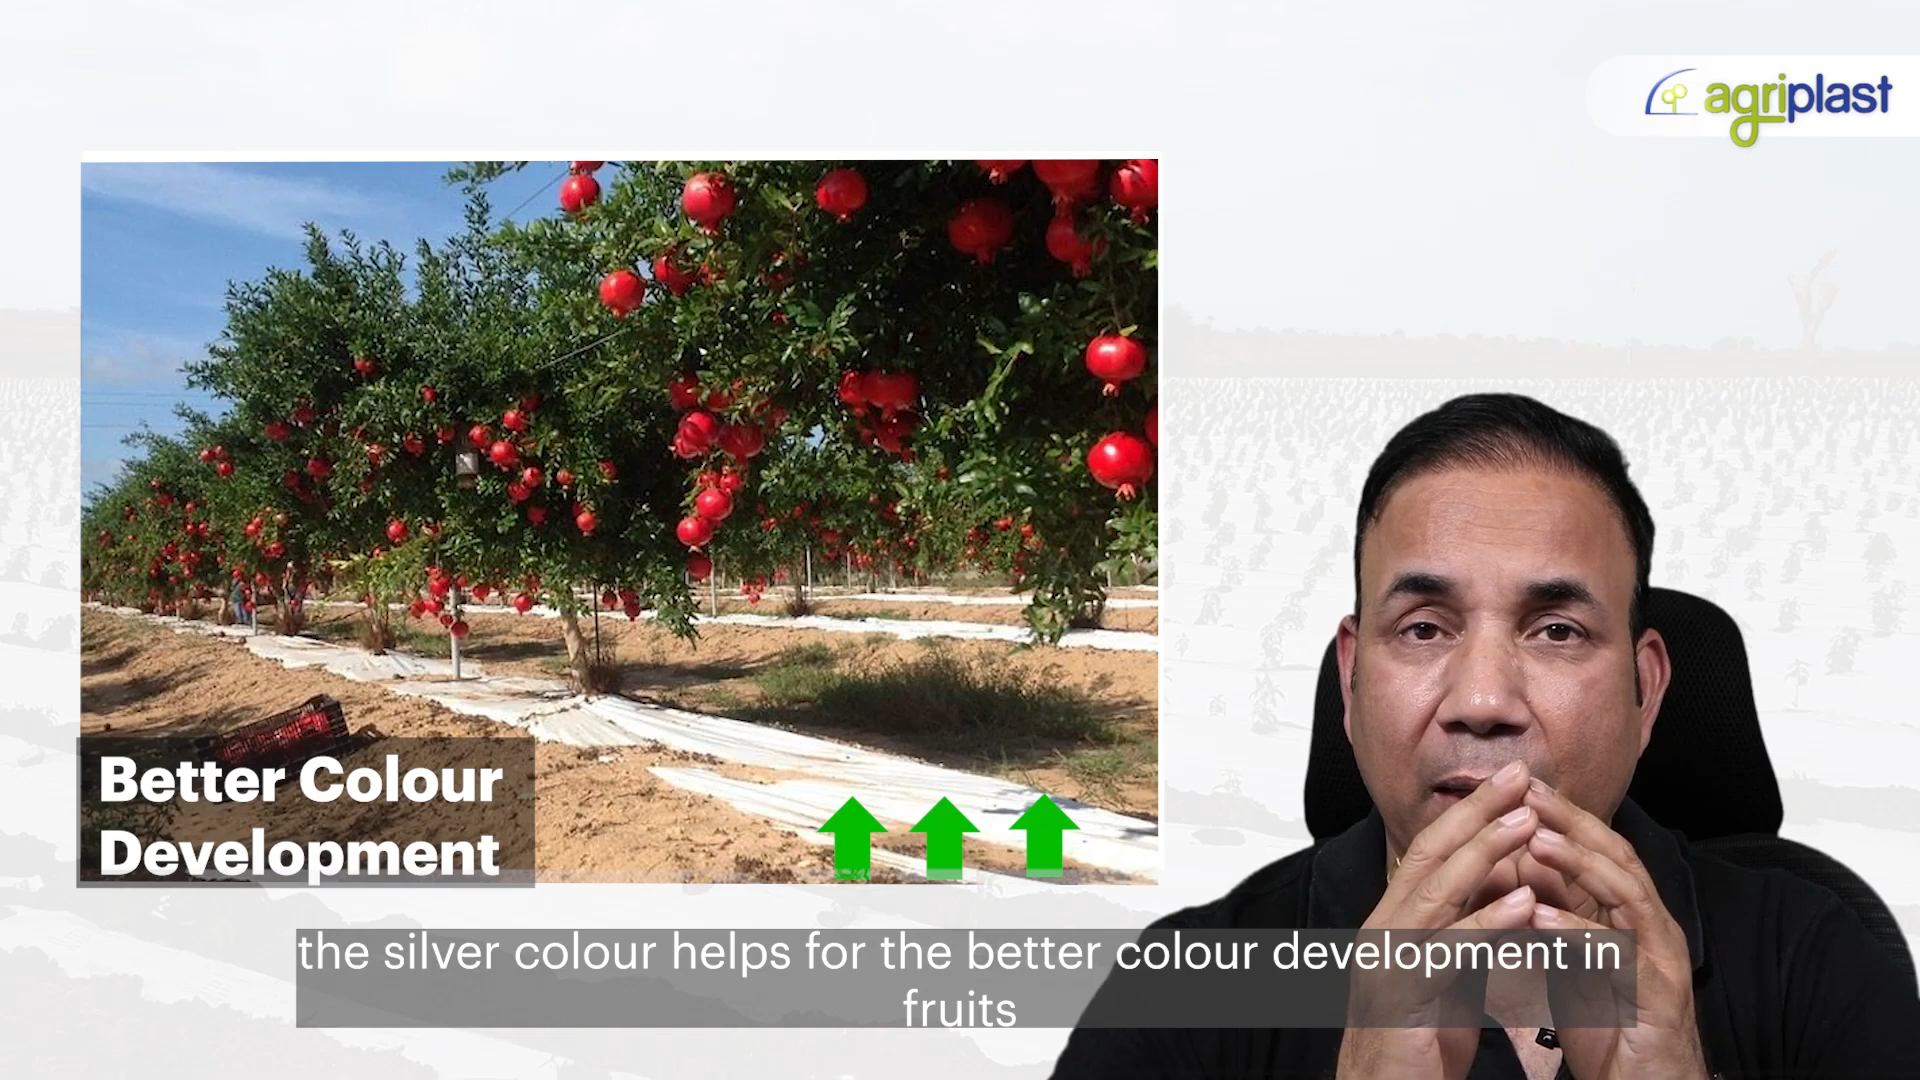 agriplast
Better Colour
Development
the silver colour helps for the better colour development in
fruits